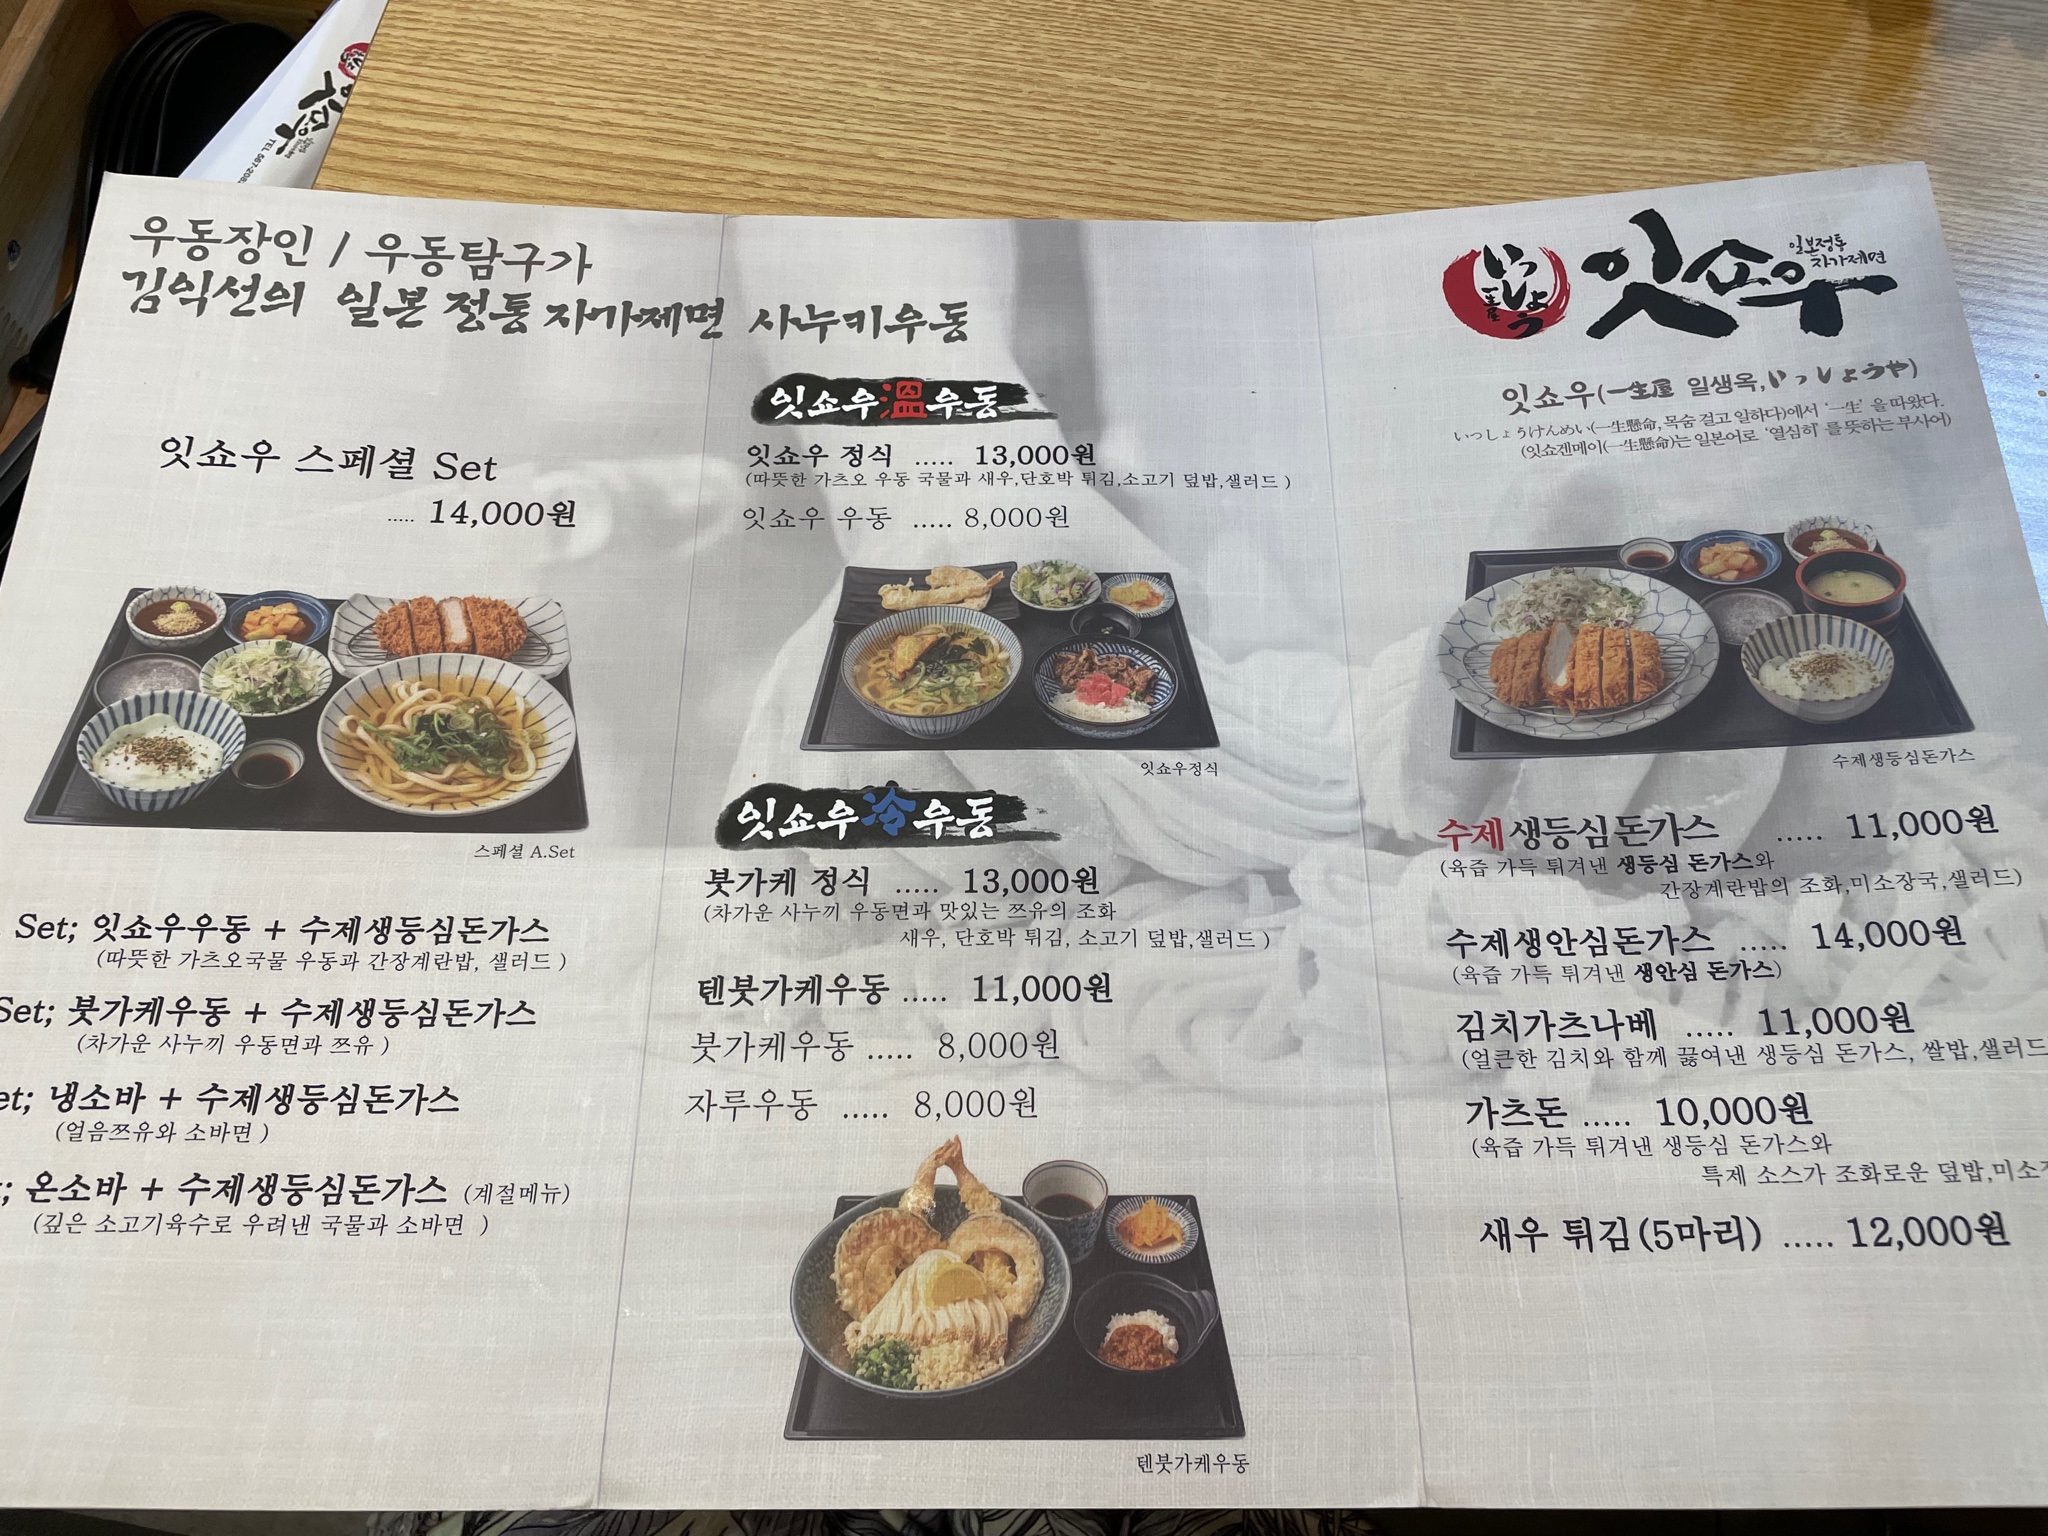 TEL 567-208
우동장인 / 우동탐구가
김익선의 일본 정통 자가제면 사누키우동
잇쇼우 스페셜 Set
..... 14,000원
스페셜 A.Set
Set; 잇쇼우우동 + 수제생등심돈가스
(따뜻한 가츠오국물 우동과 간장계란밥, 샐러드 )
Set; 붓가케우동 + 수제생등심돈가스
(차가운 사누끼 우동면과 쯔유 )
et; 냉소바 + 수제생등심돈가스
(얼음쯔유와 소바면 )
; 온소바 + 수제생등심돈가스 (계절메뉴)
(깊은 소고기육수로 우려낸 국물과 소바면 )
잇쇼우温우동
잇쇼우 정식 ..... 13,000원
(따뜻한 가츠오 우동 국물과 새우,단호박 튀김,소고기 덮밥,샐러드 )
잇쇼우 우동 ..... 8,000원
잇쇼우정식
잇쇼우冷우동
붓가케 정식 ..... 13,000원
(차가운 사누끼 우동면과 맛있는 쯔유의 조화
새우, 단호박 튀김, 소고기 덮밥,샐러드 )
텐붓가케우동 ..... 11,000원
붓가케우동 ..... 8,000원
자루우동 ..... 8,000원
텐붓가케우동
いっしょう
一生屋
잇쇼우
일본정통
자가제면
잇쇼우(一生屋 일생옥,いっしょうや)
いっしょうけんめい(一生懸命,목숨 걸고 일하다)에서 '一生' 을 따왔다.
(잇쇼겐메이(一生懸命)는 일본어로 '열심히' 를 뜻하는 부사어)
수제생등심돈가스
수제생등심돈가스 ..... 11,000원
(육즙 가득 튀겨낸 생등심 돈가스와
간장계란밥의 조화,미소장국,샐러드)
수제생안심돈가스 ..... 14,000원
(육즙 가득 튀겨낸 생안심 돈가스)
김치가츠나베 ..... 11,000원
(얼큰한 김치와 함께 끓여낸 생등심 돈가스, 쌀밥,샐러드
가츠돈 ..... 10,000원
(육즙 가득 튀겨낸 생등심 돈가스와
특제 소스가 조화로운 덮밥,미소
새우 튀김(5마리) ..... 12,000원